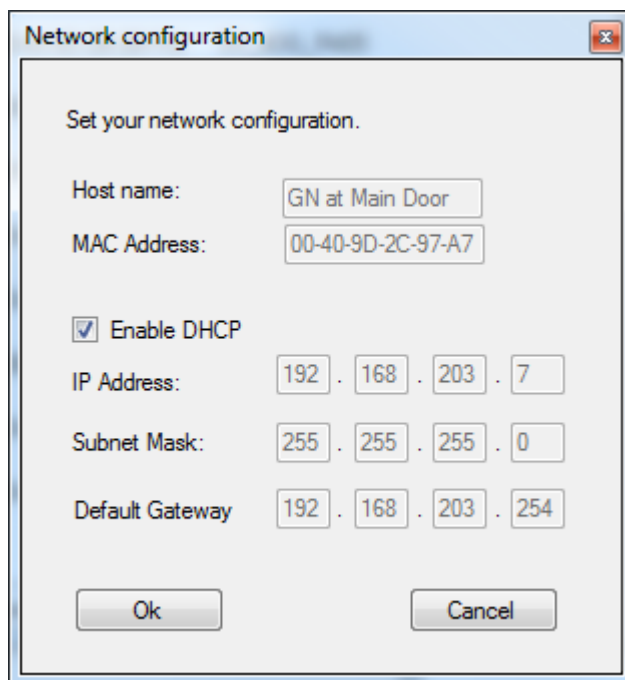 Network configuration
Set your network configuration.
Host name: GN at Main Door
MAC Address: 00-40-9D-2C-97-A7
Enable DHCP
IP Address: 192 . 168 . 203 . 7
Subnet Mask: 255 . 255 . 255 . 0
Default Gateway 192 . 168 . 203 . 254
Ok Cancel